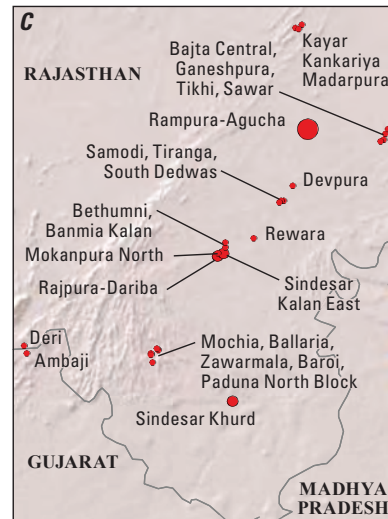 C
Kayar
Kankariya
Madarpura
Bajta Central,
Ganeshpura,
Tikhi, Sawar
RAJASTHAN
Rampura-Agucha
Samodi, Tiranga,
South Dedwas
Devpura
Bethumni,
Banmia Kalan
Rewara
Mokanpura North
Rajpura-Dariba
Sindesar
Kalan East
Deri
Ambaji
Mochia, Ballaria,
Zawarmala, Baroi,
Paduna North Block
Sindesar Khurd
GUJARAT
MADHYA
PRADESH